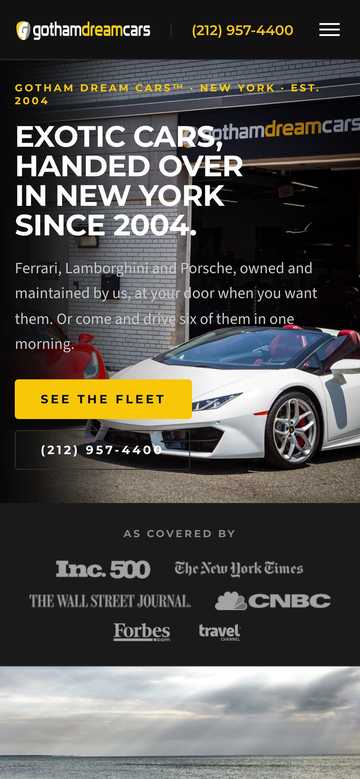 gothamdreamcars
(212) 957-4400
GOTHAM DREAM CARS™ · NEW YORK · EST.
2004
EXOTIC CARS,
HANDED OVER
IN NEW YORK
SINCE 2004.
gothamdreamcars
Ferrari, Lamborghini and Porsche, owned and
maintained by us, at your door when you want
them. Or come and drive six of them in one
morning.
SEE THE FLEET
(212) 957-4400
AS COVERED BY
Inc. 500
The New York Times
THE WALL STREET JOURNAL.
CNBC
Forbes
.com
travel
CHANNEL